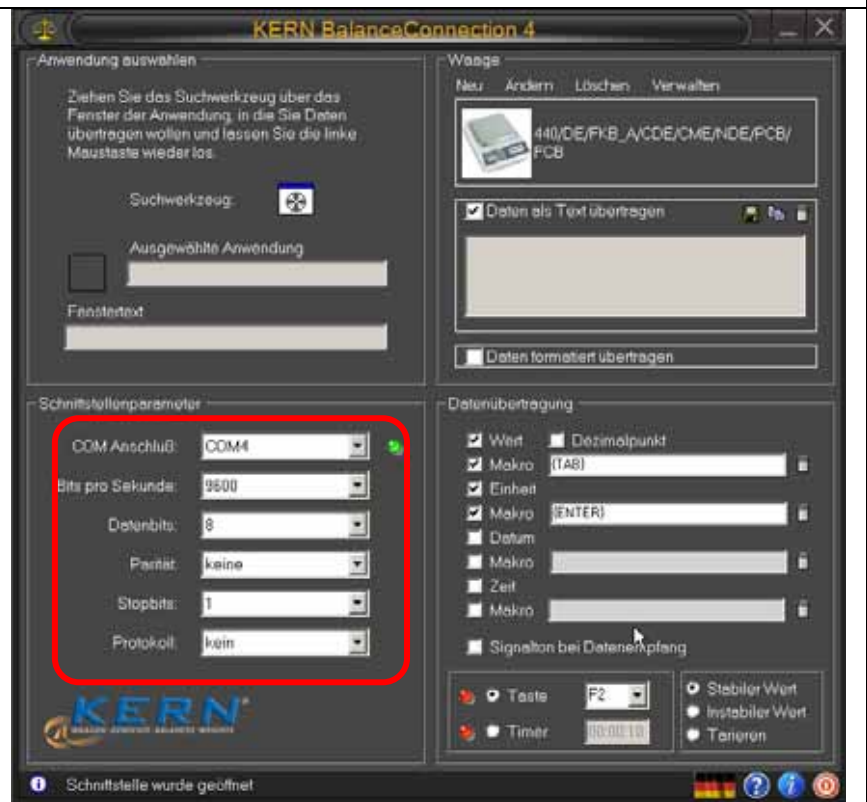 KERN BalanceConnection 4
Anwendung auswählen
Ziehen Sie das Suchwerkzeug über das
Fenster der Anwendung, in die Sie Daten
übertragen wollen und lassen Sie die linke
Maustaste wieder los.
Suchwerkzeug:
Ausgewählte Anwendung
Fenstertext
Waage
Neu Ändern Löschen Verwalten
440/DE/FKB_A/CDE/CME/NDE/PCB/
FCB
Daten als Text übertragen
Daten formatiert übertragen
Schnittstellenparameter
COM Anschluß: COM4
Bits pro Sekunde: 9600
Datenbits: 8
Parität: keine
Stopbits: 1
Protokoll: kein
KERN
Datenübertragung
Wert Dezimalpunkt
Makro {TAB}
Einheit
Makro {ENTER}
Datum
Makro
Zeit
Makro
Signalton bei Datenempfang
Taste F2
Timer 00:00:10
Stabiler Wert
Instabiler Wert
Tarieren
Schnittstelle wurde geöffnet